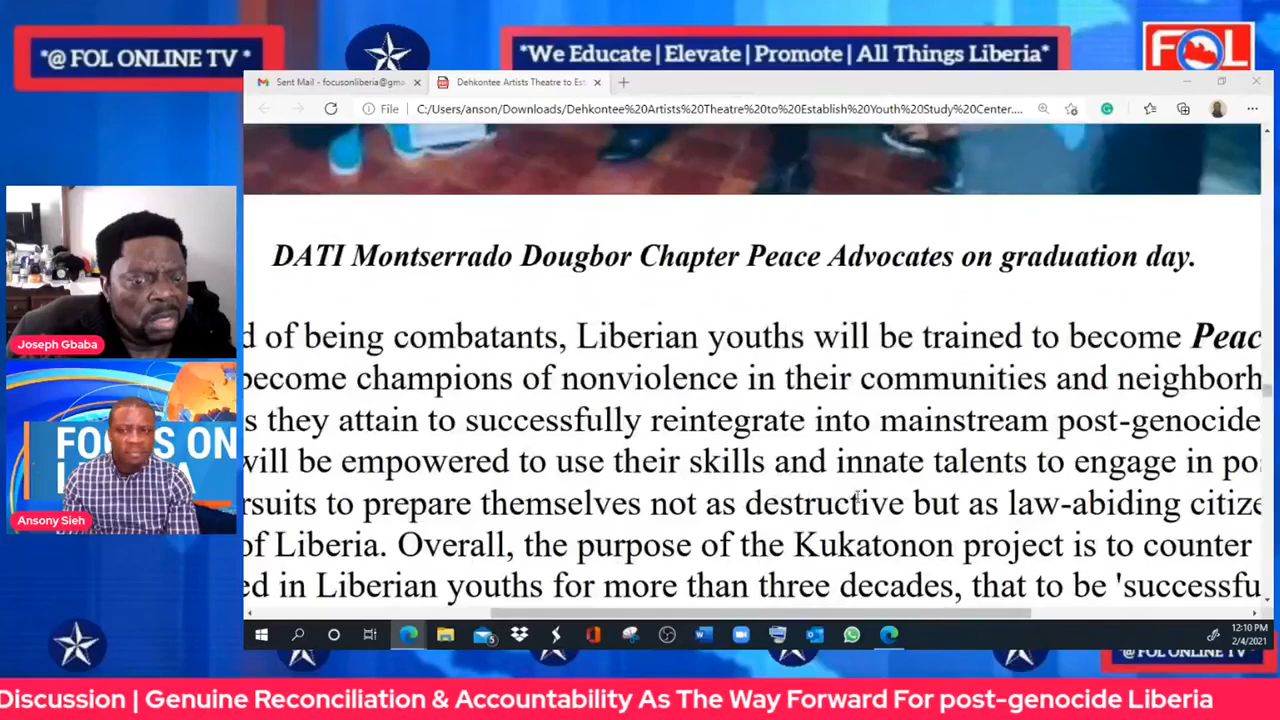 *@ FOL ONLINE TV *
*We Educate | Elevate | Promote | All Things Liberia*
FOL
Sent Mail - focusonliberia@gma
Dehkontee Artists Theatre to Est
File
C:/Users/anson/Downloads/Dehkontee%20Artists%20Theatre%20to%20Establish%20Youth%20Study%20Center....
DATI Montserrado Dougbor Chapter Peace Advocates on graduation day.
d of being combatants, Liberian youths will be trained to become Peac
become champions of nonviolence in their communities and neighborh
s they attain to successfully reintegrate into mainstream post-genocide
will be empowered to use their skills and innate talents to engage in po
rsuits to prepare themselves not as destructive but as law-abiding citize
of Liberia. Overall, the purpose of the Kukatonon project is to counter
ed in Liberian youths for more than three decades, that to be 'successfu
Joseph Gbaba
FOCUS ON
Ansony Sieh
5
12:10 PM
2/4/2021
*@FOL ONLINE TV*
Discussion | Genuine Reconciliation & Accountability As The Way Forward For post-genocide Liberia